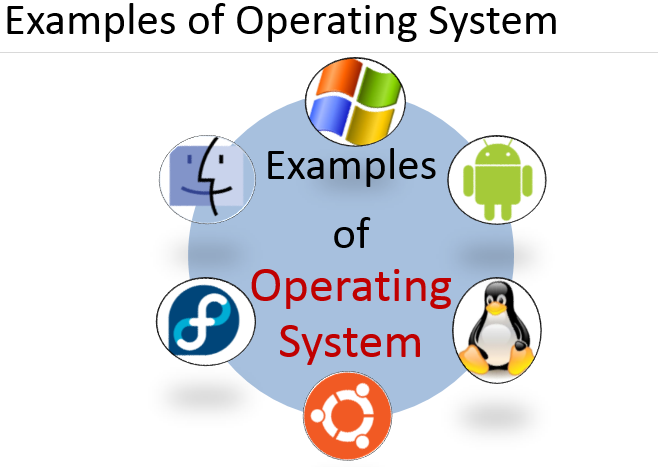 Examples of Operating System
Examples
of
Operating
System